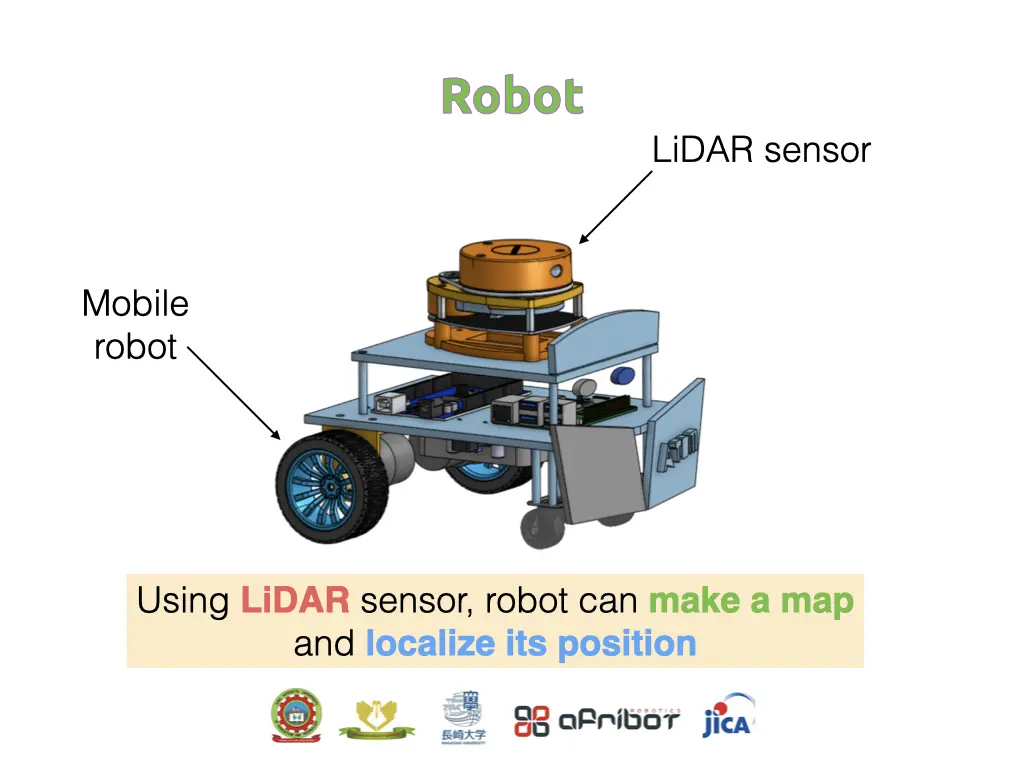 Robot
LiDAR sensor
Mobile
robot
Using LiDAR sensor, robot can make a map
and localize its position
長崎大学
NAGASAKI UNIVERSITY
ROBOTICS
afribot
jICA